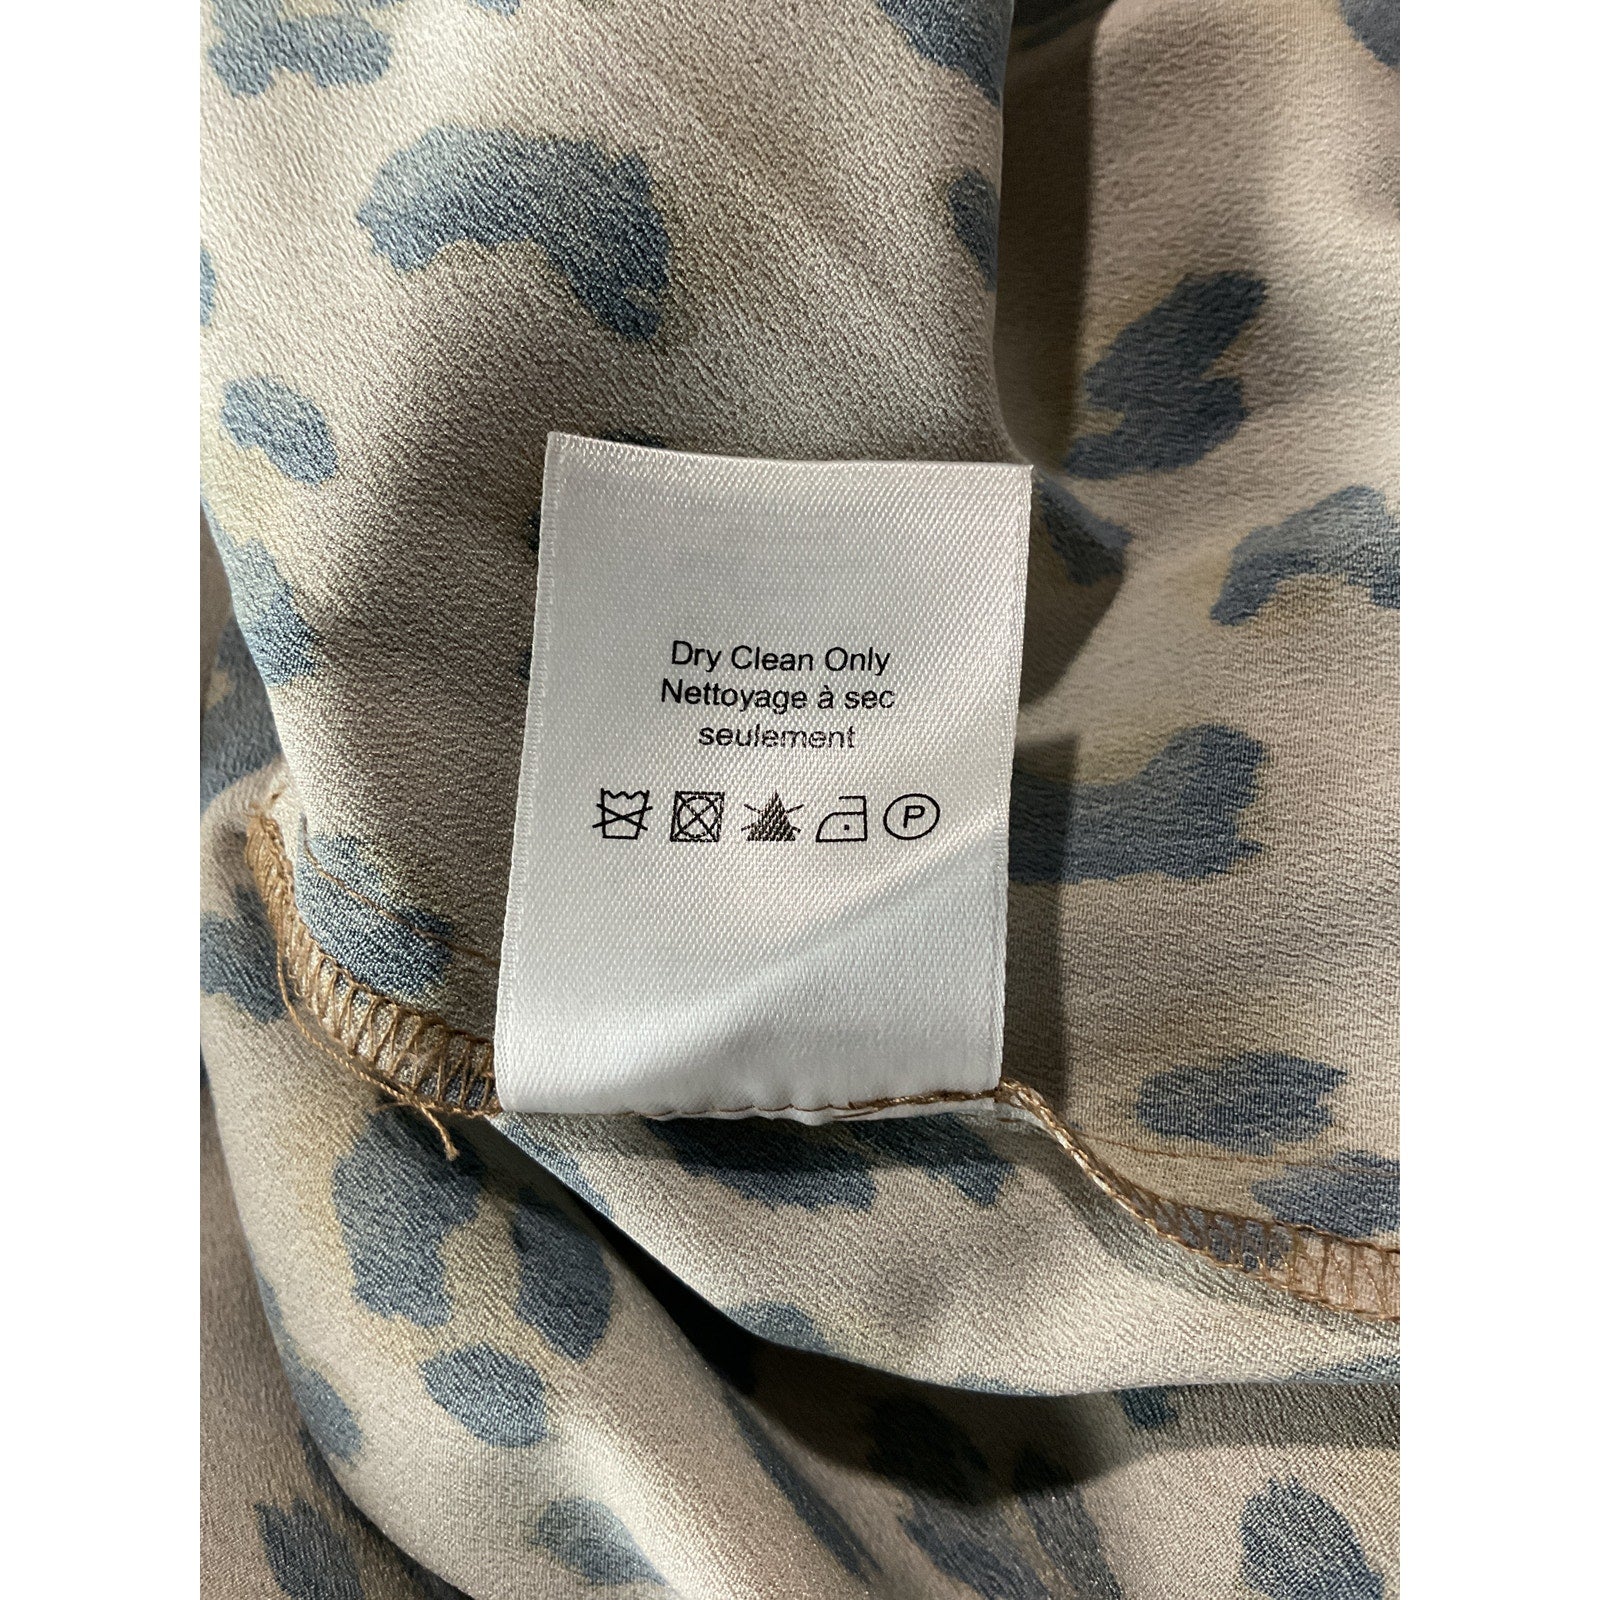 Dry Clean Only
Nettoyage à sec
seulement
P